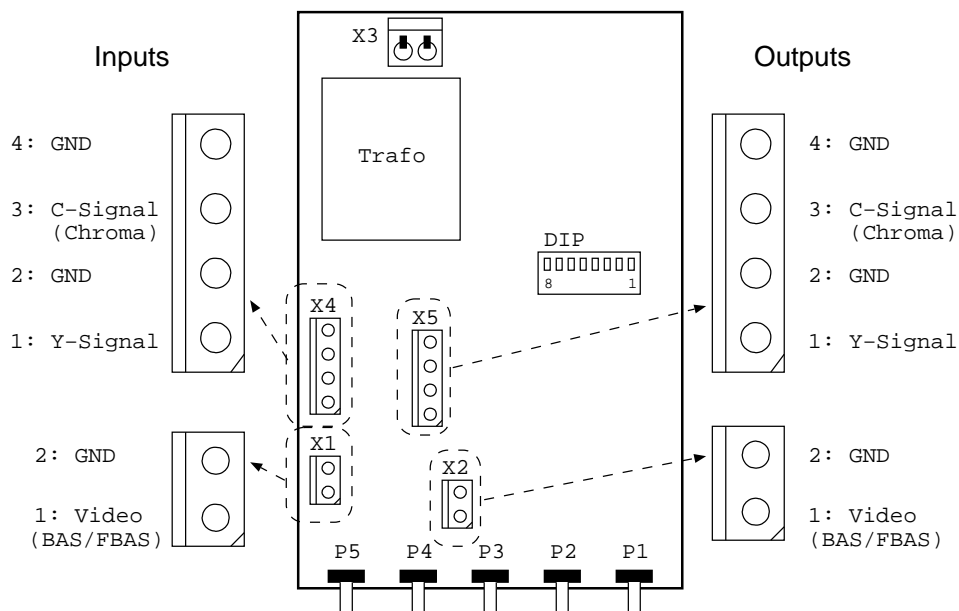 X3
Inputs
Outputs
4: GND
3: C-Signal
(Chroma)
2: GND
1: Y-Signal
2: GND
1: Video
(BAS/FBAS)
Trafo
DIP
8 1
X4
X5
X1
X2
P5 P4 P3 P2 P1
4: GND
3: C-Signal
(Chroma)
2: GND
1: Y-Signal
2: GND
1: Video
(BAS/FBAS)